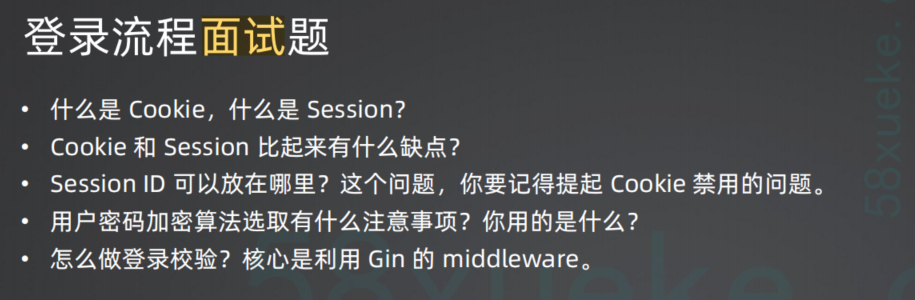 登录流程面试题
• 什么是 Cookie，什么是 Session？
• Cookie 和 Session 比起来有什么缺点？
• Session ID 可以放在哪里？这个问题，你要记得提起 Cookie 禁用的问题。
• 用户密码加密算法选取有什么注意事项？你用的是什么？
• 怎么做登录校验？核心是利用 Gin 的 middleware。
58xueke.
58xueke.